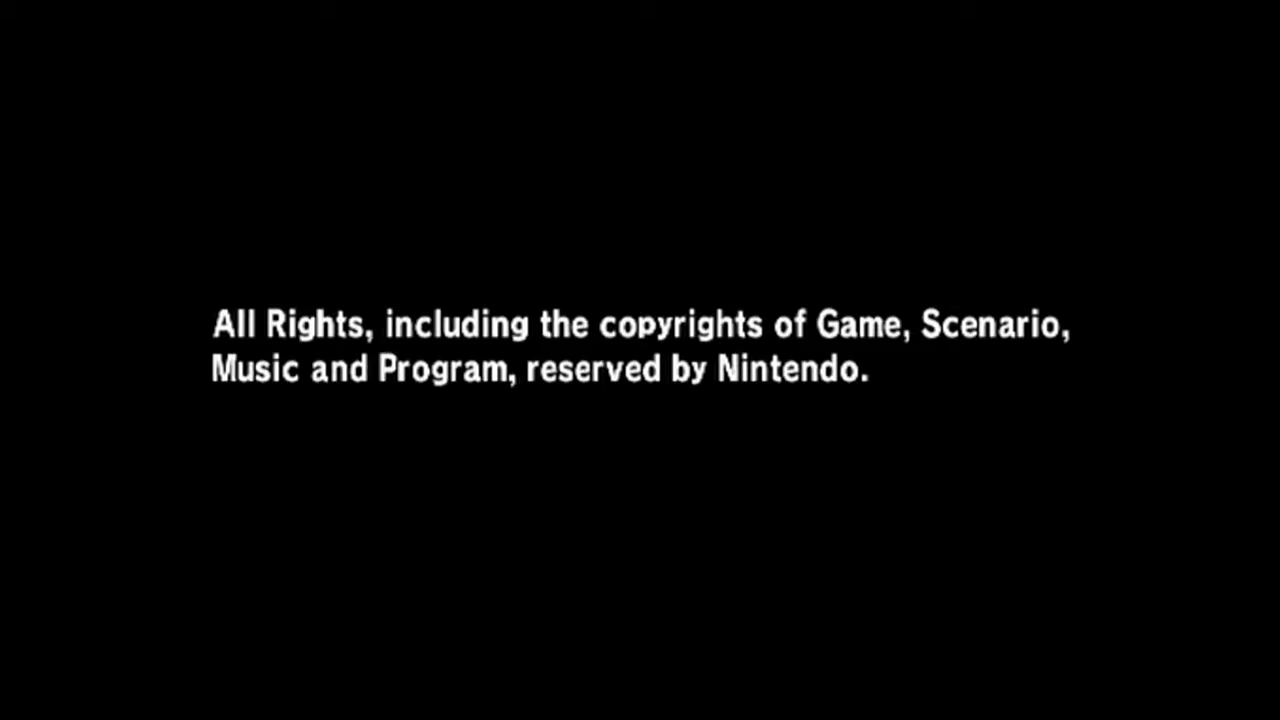 All Rights, including the copyrights of Game, Scenario,
Music and Program, reserved by Nintendo.